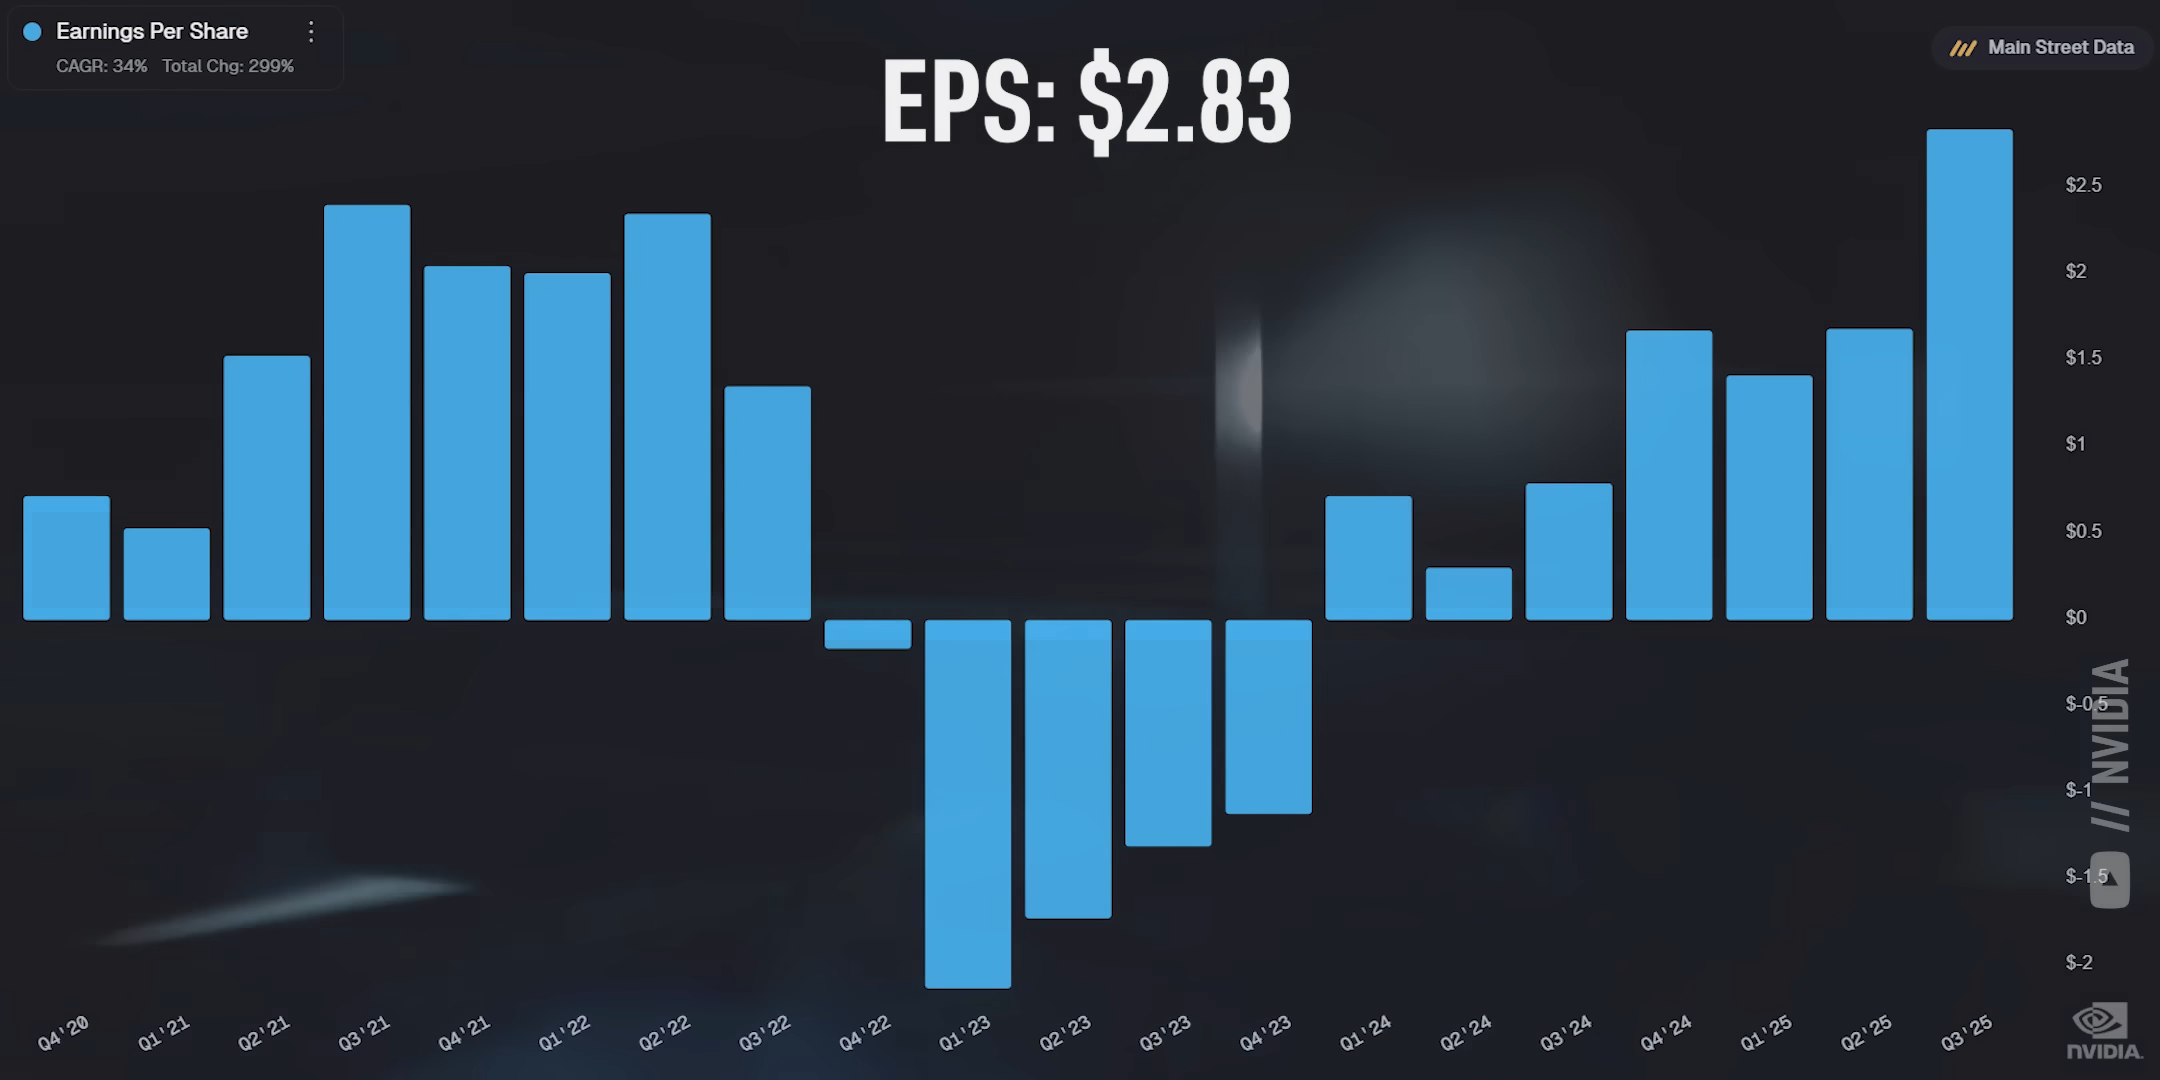 Earnings Per Share
CAGR: 34% Total Chg: 299%
EPS: $2.83
Main Street Data
$2.5
$2
$1.5
$1
$0.5
$0
$-0.5
$-1
$-1.5
$-2
// NVIDIA
Q4'20 Q1'21 Q2'21 Q3'21 Q4'21 Q1'22 Q2'22 Q3'22 Q4'22 Q1'23 Q2'23 Q3'23 Q4'23 Q1'24 Q2'24 Q3'24 Q4'24 Q1'25 Q2'25 Q3'25
NVIDIA.